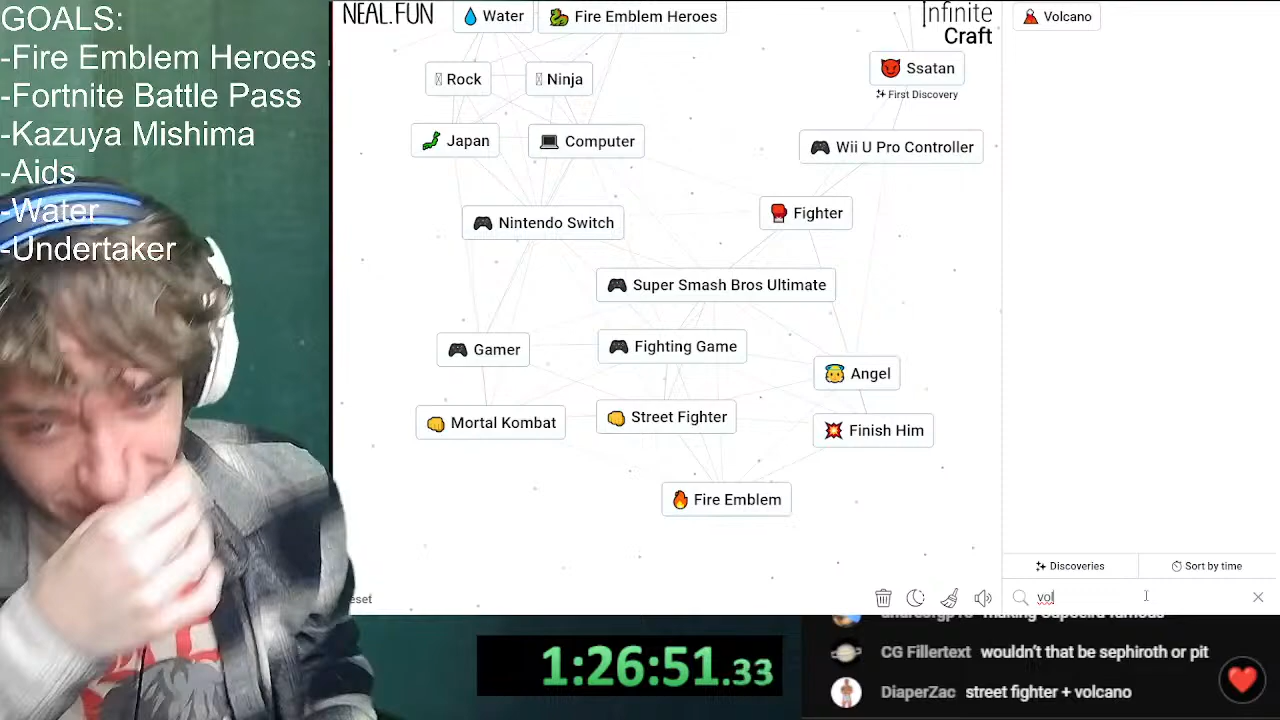 GOALS:
-Fire Emblem Heroes
-Fortnite Battle Pass
-Kazuya Mishima
-Aids
-Water
-Undertaker
NEAL.FUN
Water
Fire Emblem Heroes
Infinite
Craft
Volcano
Rock
Ninja
Ssatan
First Discovery
Japan
Computer
Wii U Pro Controller
Nintendo Switch
Fighter
Super Smash Bros Ultimate
Gamer
Fighting Game
Angel
Mortal Kombat
Street Fighter
Finish Him
Fire Emblem
Discoveries
Sort by time
eset
vol
1:26:51.33
CG Fillertext wouldn't that be sephiroth or pit
DiaperZac street fighter + volcano